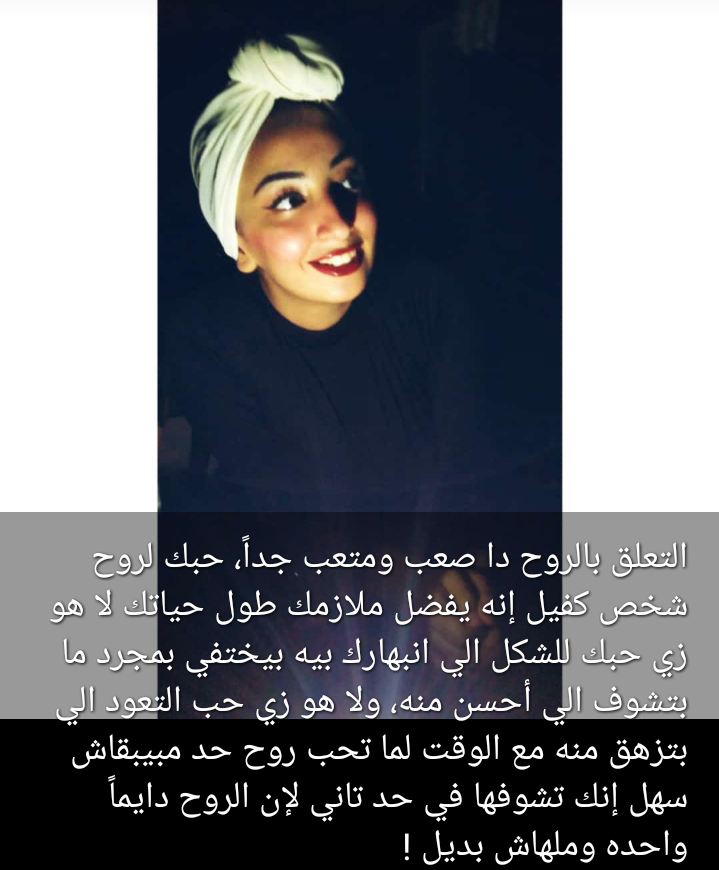 التعلق بالروح دا صعب ومتعب جداً، حبك لروح
شخص كفيل إنه يفضل ملازمك طول حياتك لا هو
زي حبك للشكل الي انبهارك بيه بيختفي بمجرد ما
بتشوف الي أحسن منه، ولا هو زي حب التعود الي
بتزهق منه مع الوقت لما تحب روح حد مبيبقاش
سهل إنك تشوفها في حد تاني لإن الروح دايماً
واحده وملهاش بديل !